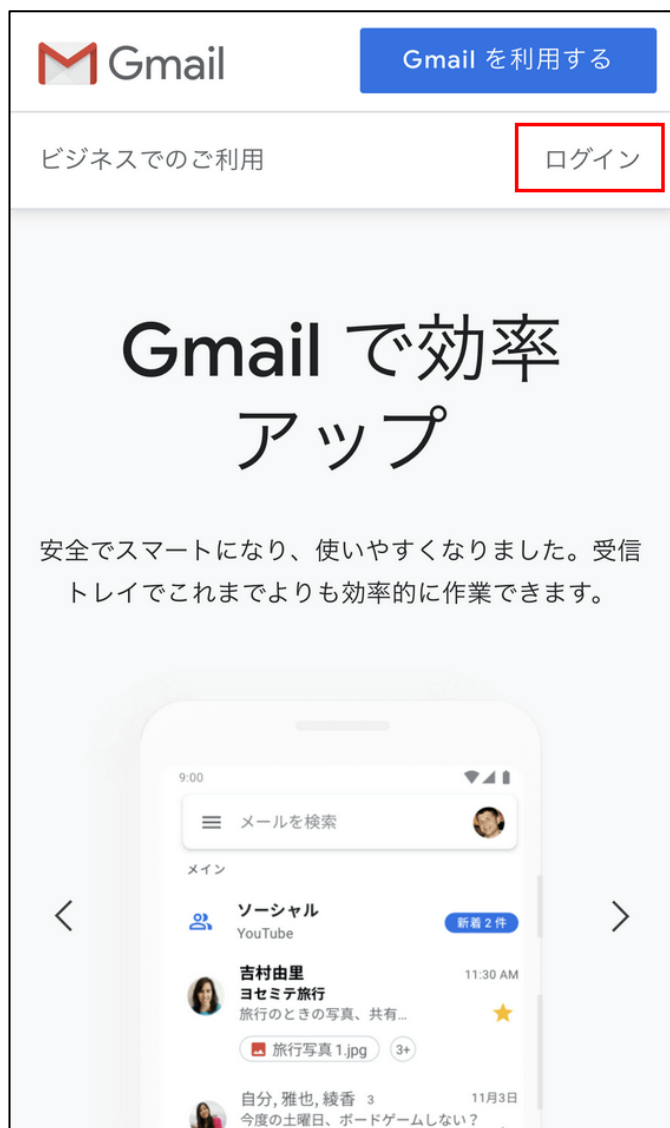 Gmail
Gmail を利用する
ビジネスでのご利用
ログイン
Gmail で効率
アップ
安全でスマートになり、使いやすくなりました。受信
トレイでこれまでよりも効率的に作業できます。
9:00
メールを検索
メイン
ソーシャル
新着 2 件
YouTube
吉村由里
11:30 AM
ヨセミテ旅行
旅行のときの写真、共有...
旅行写真 1.jpg
3+
自分, 雅也, 綾香 3
11月3日
今度の土曜日、ボードゲームしない？